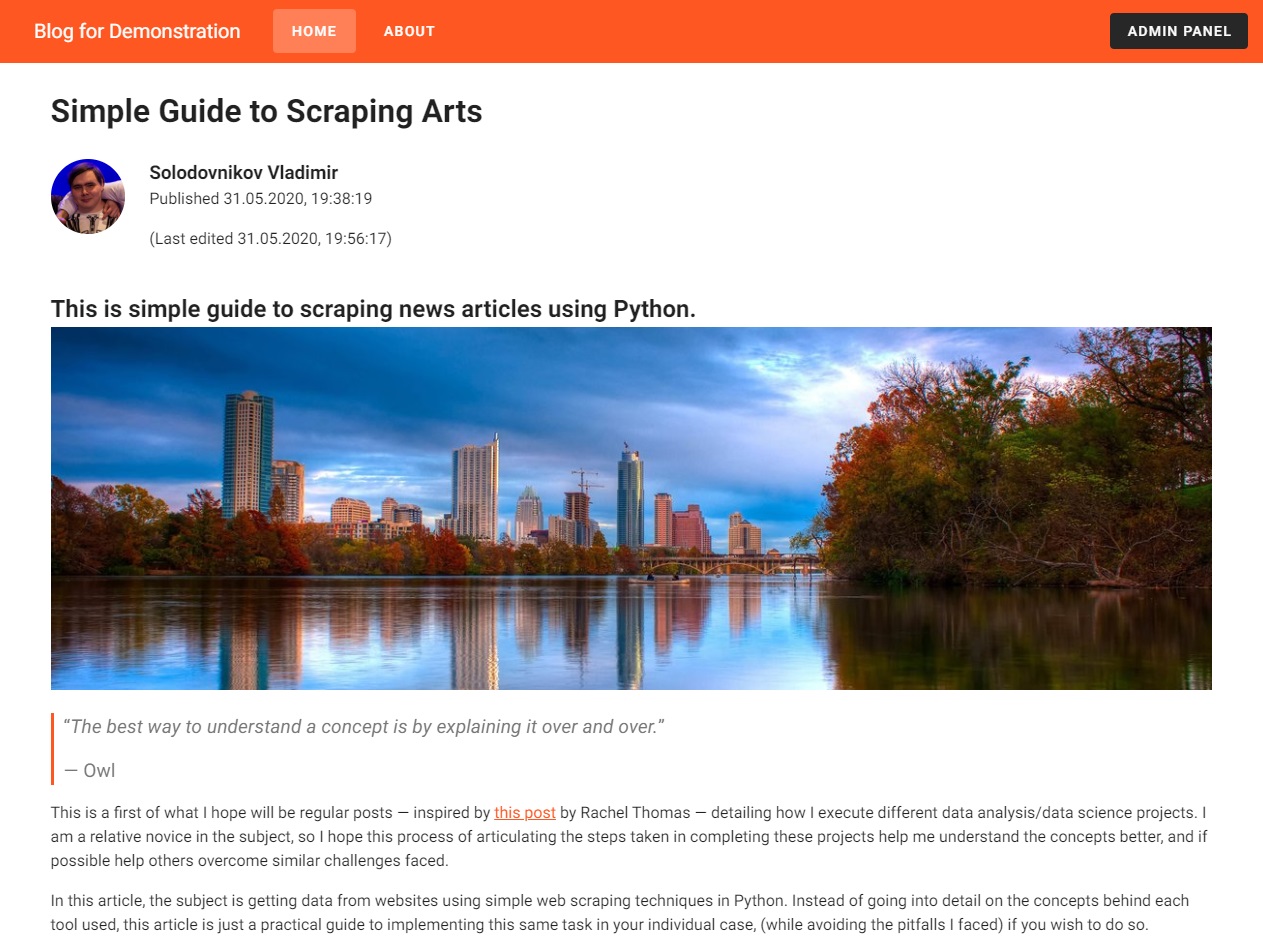 Blog for Demonstration HOME ABOUT ADMIN PANEL
Simple Guide to Scraping Arts
Solodovnikov Vladimir
Published 31.05.2020, 19:38:19
(Last edited 31.05.2020, 19:56:17)
This is simple guide to scraping news articles using Python.
“The best way to understand a concept is by explaining it over and over.”
— Owl
This is a first of what I hope will be regular posts — inspired by this post by Rachel Thomas — detailing how I execute different data analysis/data science projects. I
am a relative novice in the subject, so I hope this process of articulating the steps taken in completing these projects help me understand the concepts better, and if
possible help others overcome similar challenges faced.
In this article, the subject is getting data from websites using simple web scraping techniques in Python. Instead of going into detail on the concepts behind each
tool used, this article is just a practical guide to implementing this same task in your individual case, (while avoiding the pitfalls I faced) if you wish to do so.